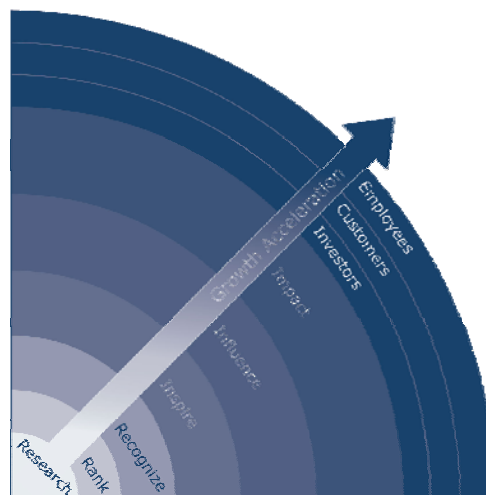 Growth Acceleration
Employees
Customers
Investors
Impact
Influence
Inspire
Recognize
Rank
Research